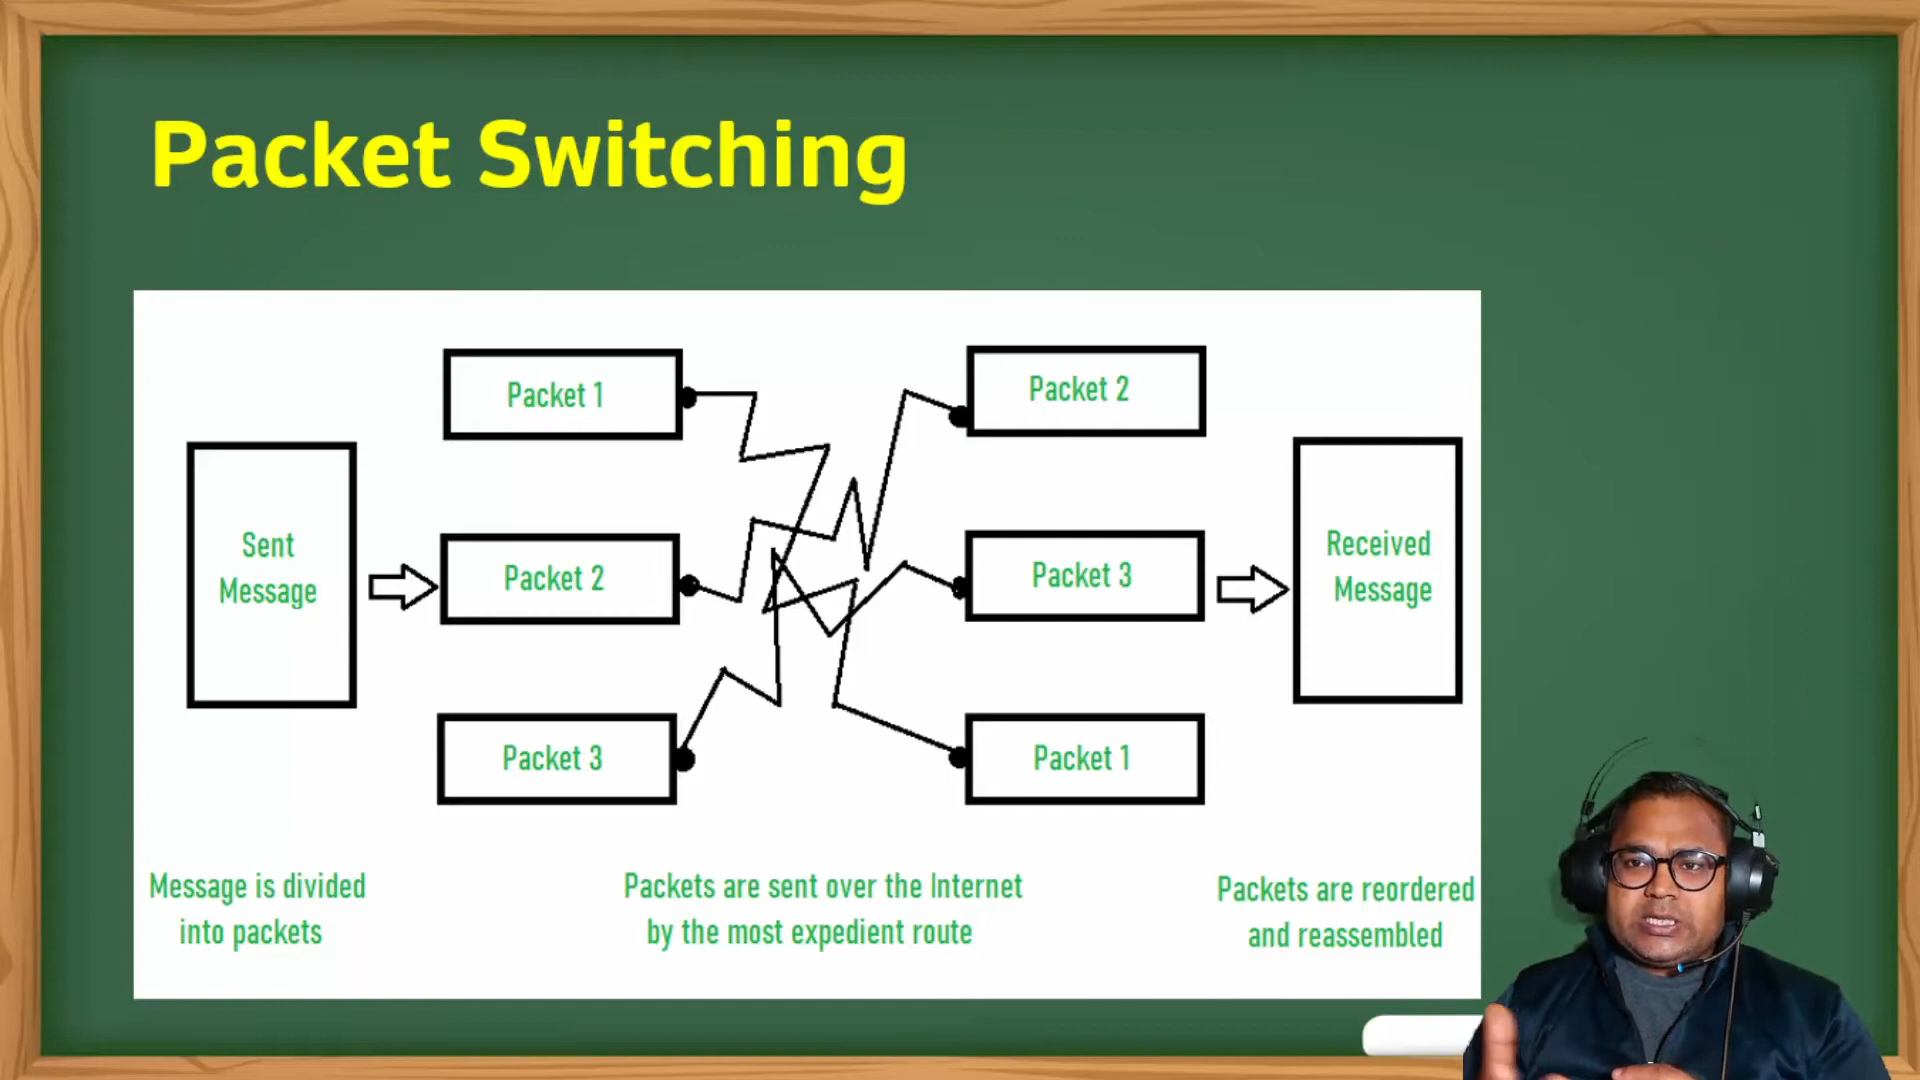 Packet Switching
Sent
Message
Packet 1
Packet 2
Packet 3
Packet 2
Packet 3
Packet 1
Received
Message
Message is divided
into packets
Packets are sent over the Internet
by the most expedient route
Packets are reordered
and reassembled